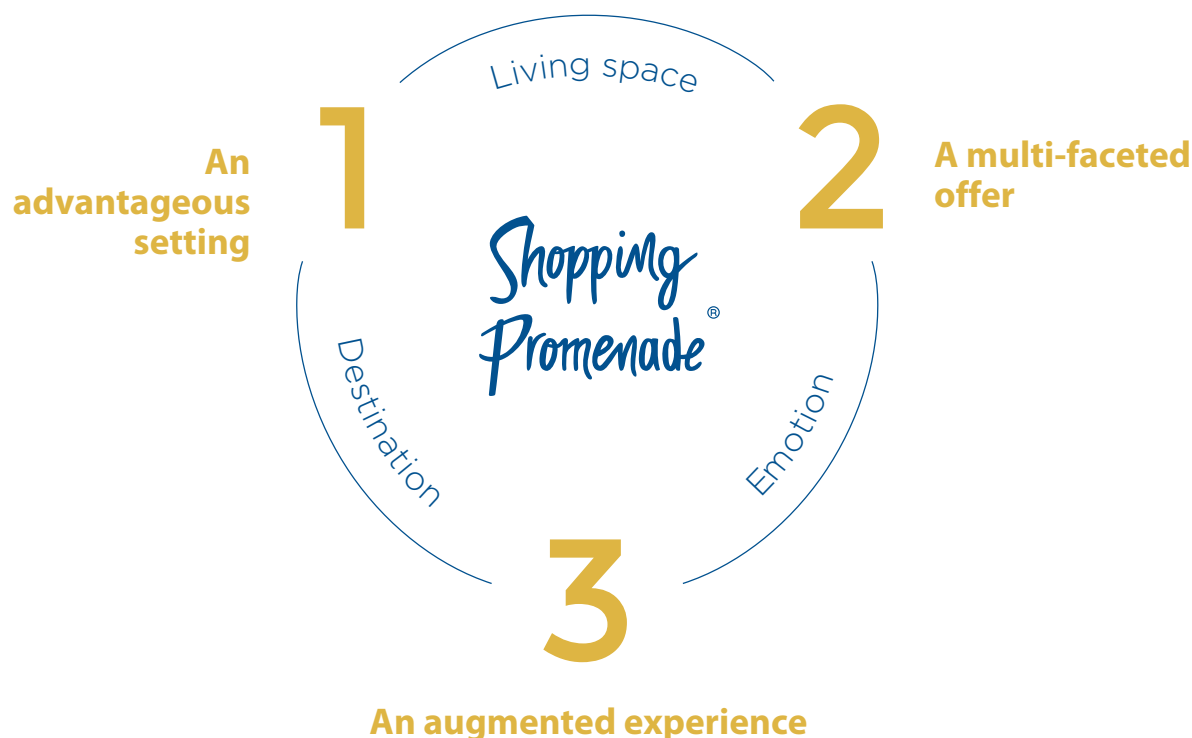 Living space
1
An
advantageous
setting
2
A multi-faceted
offer
Shopping
Promenade®
Destination
Emotion
3
An augmented experience